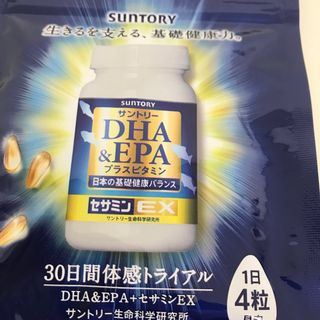 SUNTORY
生きるを支える、基礎健康力。
SUNTORY
サントリー
DHA
&EPA
プラスビタミン
日本の基礎健康バランス
セサミンEX
サントリー生命科学研究所
30日間体感トライアル
DHA&EPA+セサミンEX
サントリー生命科学研究所
1日
4粒